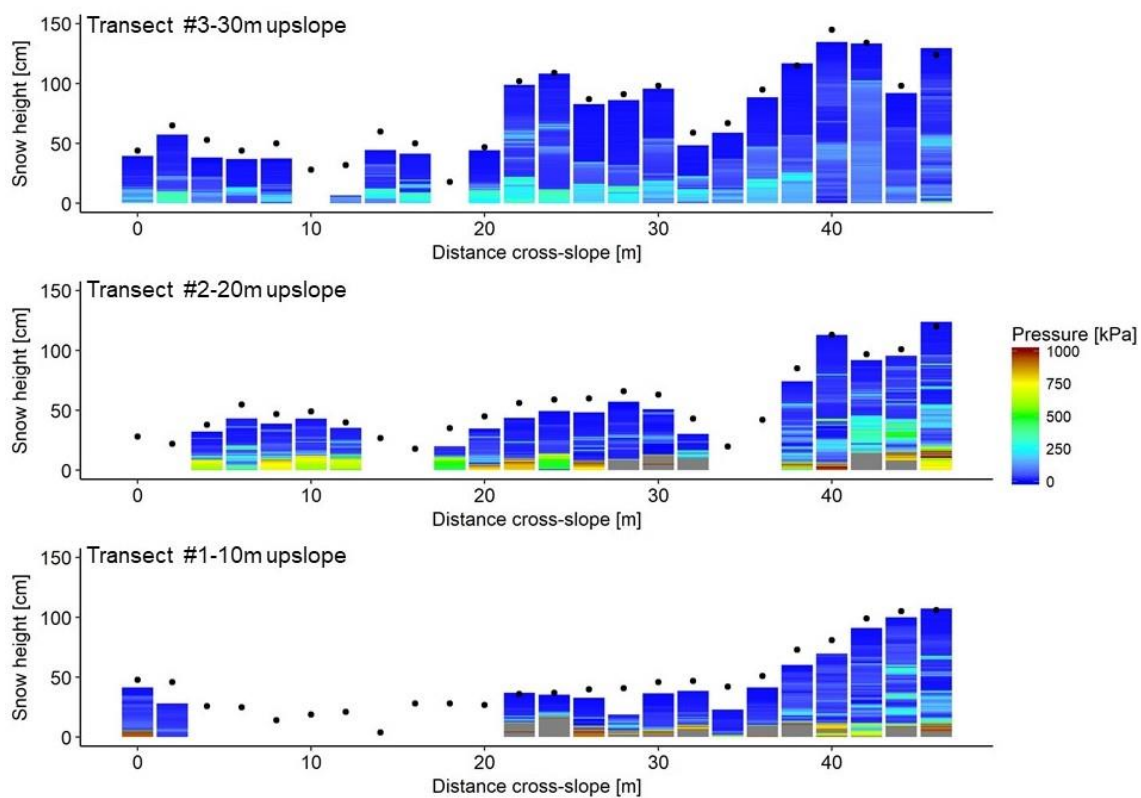 Transect #3-30m upslope
150
100
50
0
Snow height [cm]
0 10 20 30 40
Distance cross-slope [m]
Transect #2-20m upslope
150
100
50
0
Snow height [cm]
0 10 20 30 40
Distance cross-slope [m]
Pressure [kPa]
1000
750
500
250
0
Transect #1-10m upslope
150
100
50
0
Snow height [cm]
0 10 20 30 40
Distance cross-slope [m]